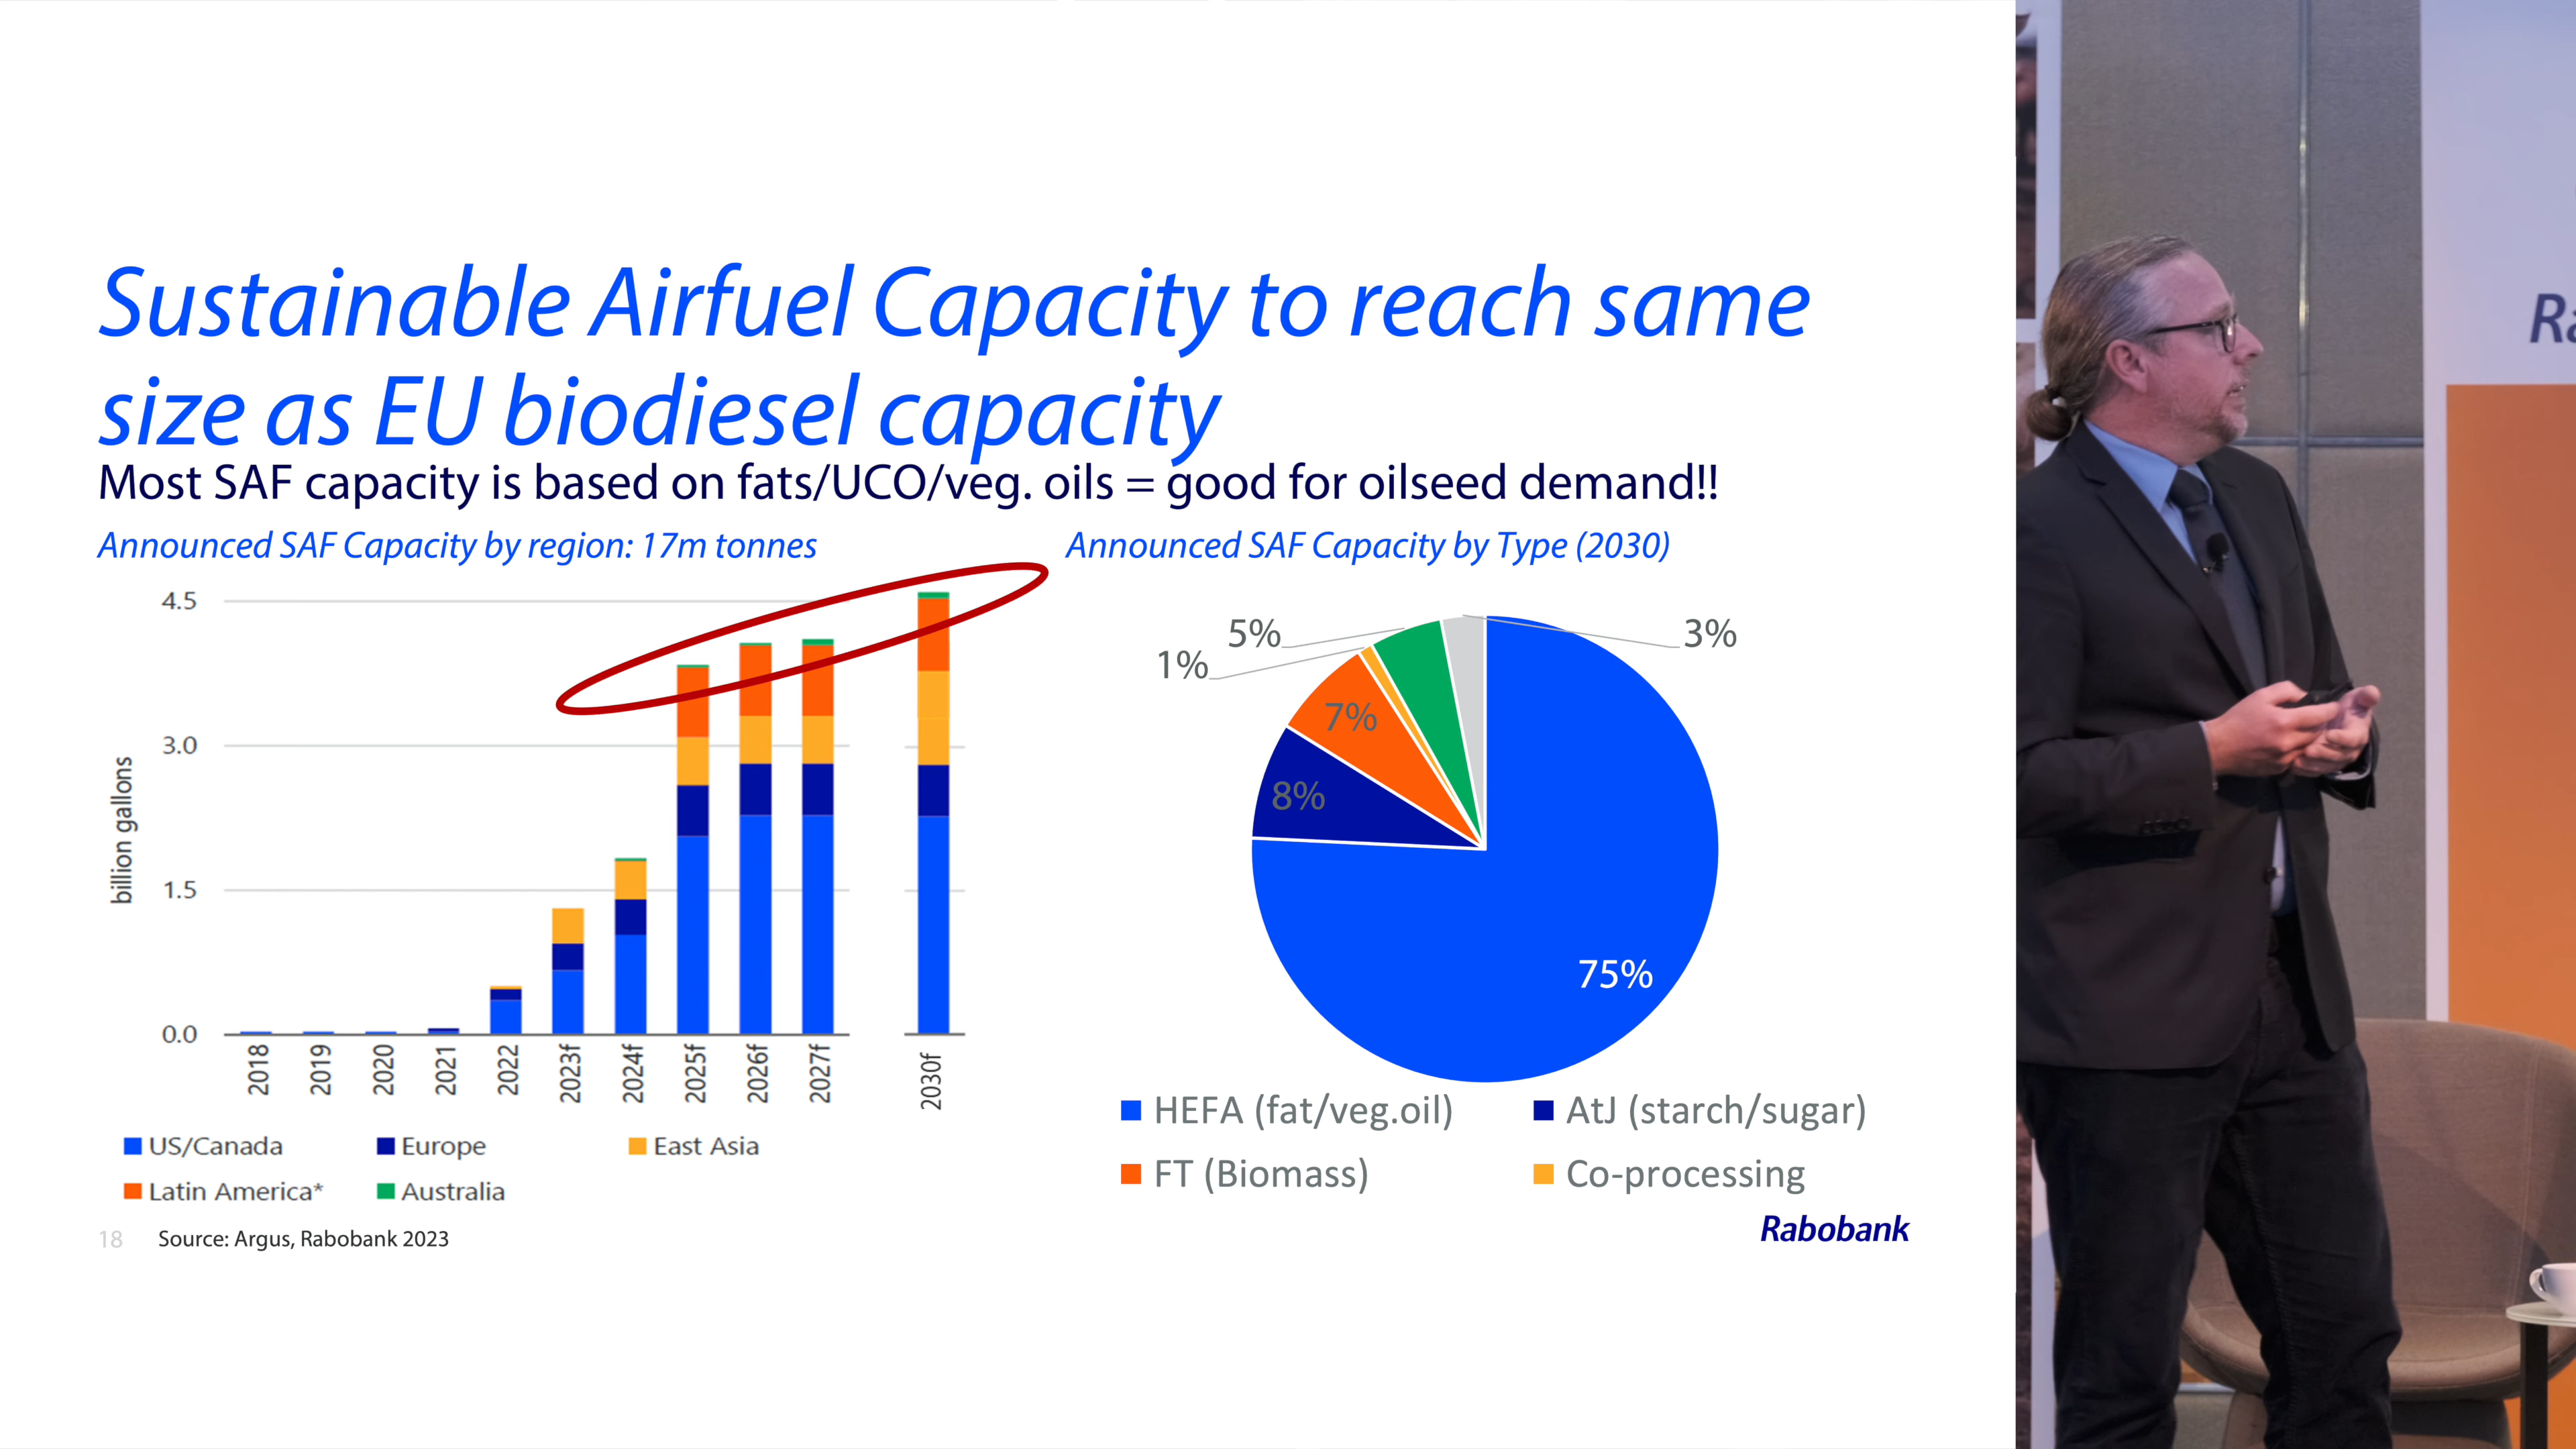 Sustainable Airfuel Capacity to reach same
size as EU biodiesel capacity
Most SAF capacity is based on fats/UCO/veg. oils = good for oilseed demand!!
Announced SAF Capacity by region: 17m tonnes
4.5
3.0
1.5
0.0
billion gallons
2018
2019
2020
2021
2022
2023f
2024f
2025f
2026f
2027f
2030f
US/Canada
Europe
East Asia
Latin America*
Australia
Announced SAF Capacity by Type (2030)
5%
3%
1%
7%
8%
75%
HEFA (fat/veg.oil)
AtJ (starch/sugar)
FT (Biomass)
Co-processing
18
Source: Argus, Rabobank 2023
Rabobank